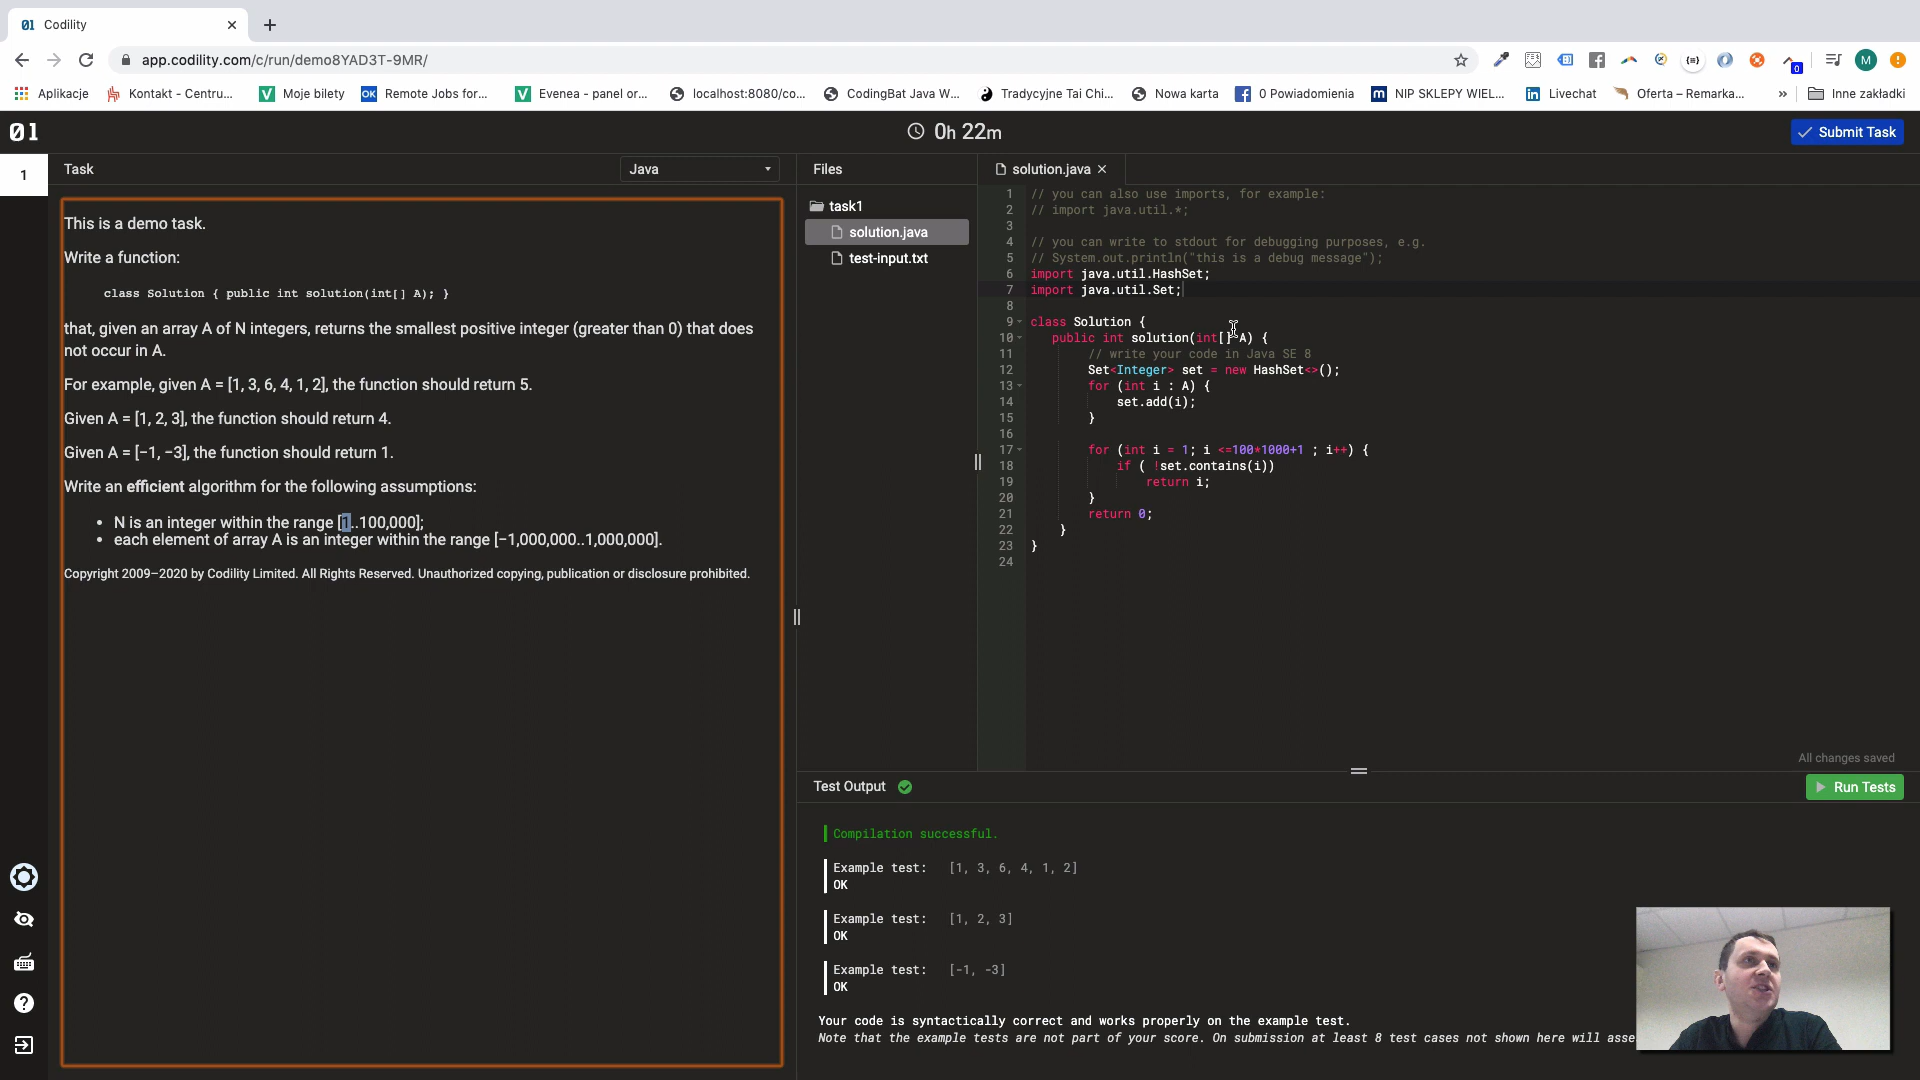 Codility
app.codility.com/c/run/demo8YAD3T-9MR/
Aplikacje
Kontakt - Centru...
Moje bilety
OK Remote Jobs for...
Evenea - panel or...
localhost:8080/co...
CodingBat Java W...
Tradycyjne Tai Chi...
Nowa karta
0 Powiadomienia
NIP SKLEPY WIEL...
Livechat
Oferta – Remarka...
»
Inne zakładki
0
M
01
0h 22m
Submit Task
1
Task
Java
This is a demo task.
Write a function:
class Solution { public int solution(int[] A); }
that, given an array A of N integers, returns the smallest positive integer (greater than 0) that does
not occur in A.
For example, given A = [1, 3, 6, 4, 1, 2], the function should return 5.
Given A = [1, 2, 3], the function should return 4.
Given A = [−1, −3], the function should return 1.
Write an efficient algorithm for the following assumptions:
• N is an integer within the range [1..100,000];
• each element of array A is an integer within the range [−1,000,000..1,000,000].
Copyright 2009–2020 by Codility Limited. All Rights Reserved. Unauthorized copying, publication or disclosure prohibited.
Files
task1
solution.java
test-input.txt
solution.java
1 // you can also use imports, for example:
2 // import java.util.*;
3
4 // you can write to stdout for debugging purposes, e.g.
5 // System.out.println("this is a debug message");
6 import java.util.HashSet;
7 import java.util.Set;
8
9 class Solution {
10 public int solution(int[] A) {
11 // write your code in Java SE 8
12 Set<Integer> set = new HashSet<>();
13 for (int i : A) {
14 set.add(i);
15 }
16
17 for (int i = 1; i <=100*1000+1 ; i++) {
18 if ( !set.contains(i))
19 return i;
20 }
21 return 0;
22 }
23 }
24
All changes saved
Test Output
Run Tests
Compilation successful.
Example test: [1, 3, 6, 4, 1, 2]
OK
Example test: [1, 2, 3]
OK
Example test: [-1, -3]
OK
Your code is syntactically correct and works properly on the example test.
Note that the example tests are not part of your score. On submission at least 8 test cases not shown here will asse